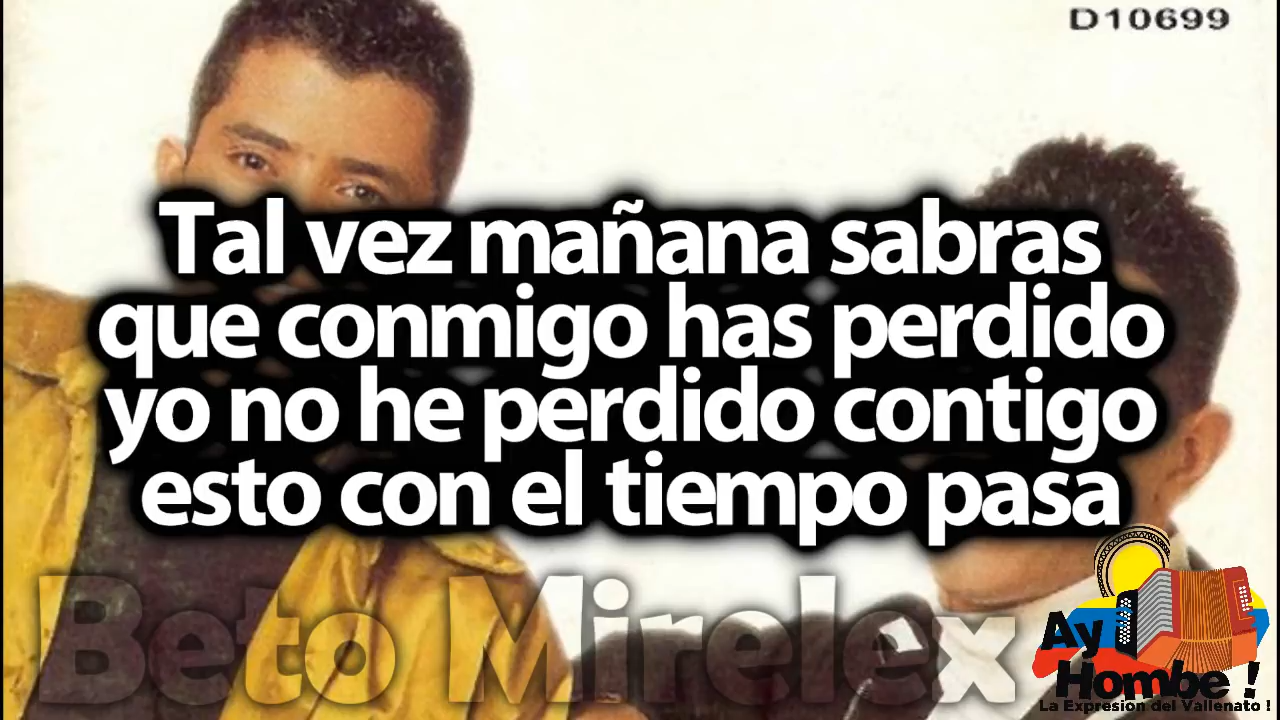 D10699
Tal vez mañana sabras
que conmigo has perdido
yo no he perdido contigo
esto con el tiempo pasa
Beto Mirelex
Ay
Hombe !
La Expresion del Vallenato !